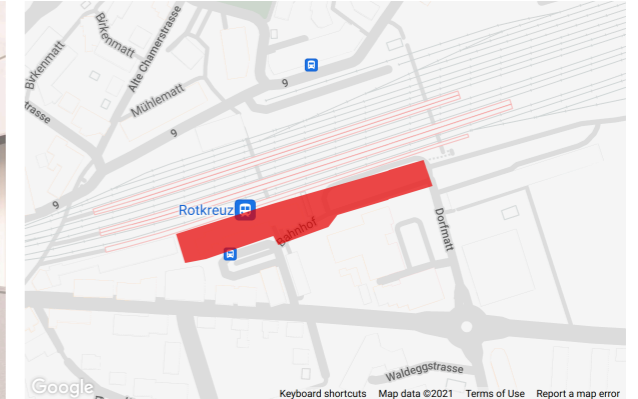 Birkenmatt
Birkenmatt
Alte Chamerstrasse
Mühlematt
strasse
9
9
9
Rotkreuz
Bahnhof
Dorfmatt
Waldeggstrasse
Google
Keyboard shortcuts Map data ©2021 Terms of Use Report a map error